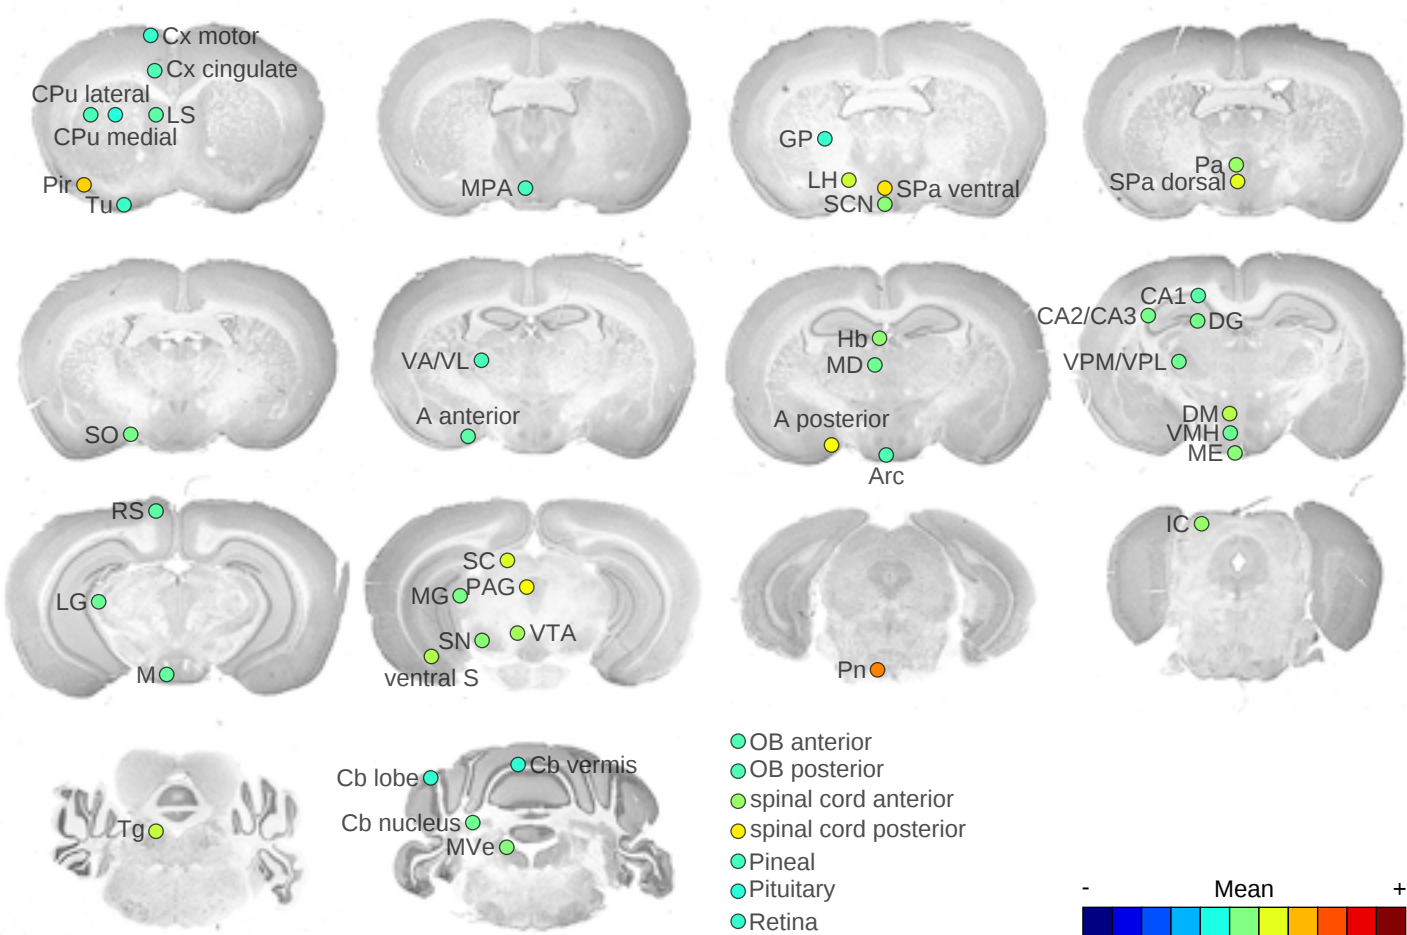 Cx motor
Cx cingulate
CPu lateral
LS
CPu medial
Pir
Tu
MPA
GP
LH
SPa ventral
SCN
Pa
SPa dorsal
SO
VA/VL
A anterior
Hb
MD
A posterior
Arc
CA1
CA2/CA3
DG
VPM/VPL
DM
VMH
ME
RS
LG
M
SC
PAG
MG
SN
VTA
ventral S
Pn
IC
Tg
Cb lobe
Cb vermis
Cb nucleus
MVe
OB anterior
OB posterior
spinal cord anterior
spinal cord posterior
Pineal
Pituitary
Retina
- Mean +